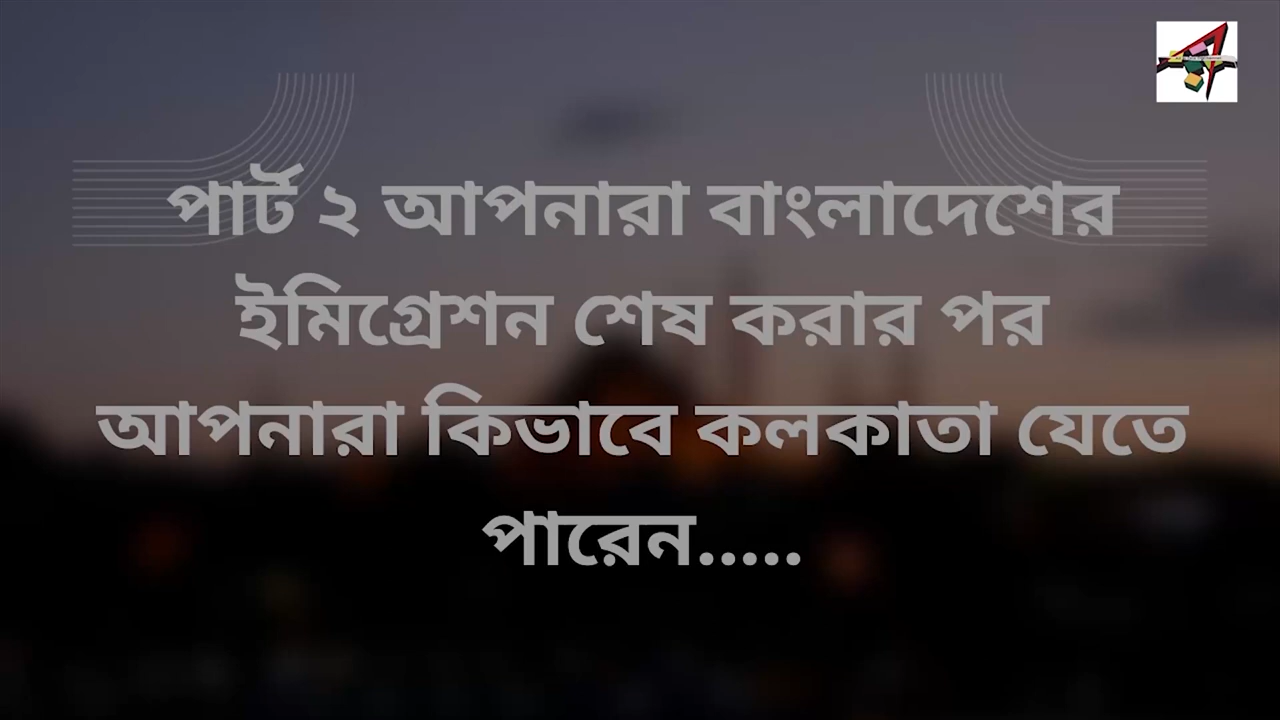 পার্ট ২ আপনারা বাংলাদেশের
ইমিগ্রেশন শেষ করার পর
আপনারা কিভাবে কলকাতা যেতে
পারেন.....